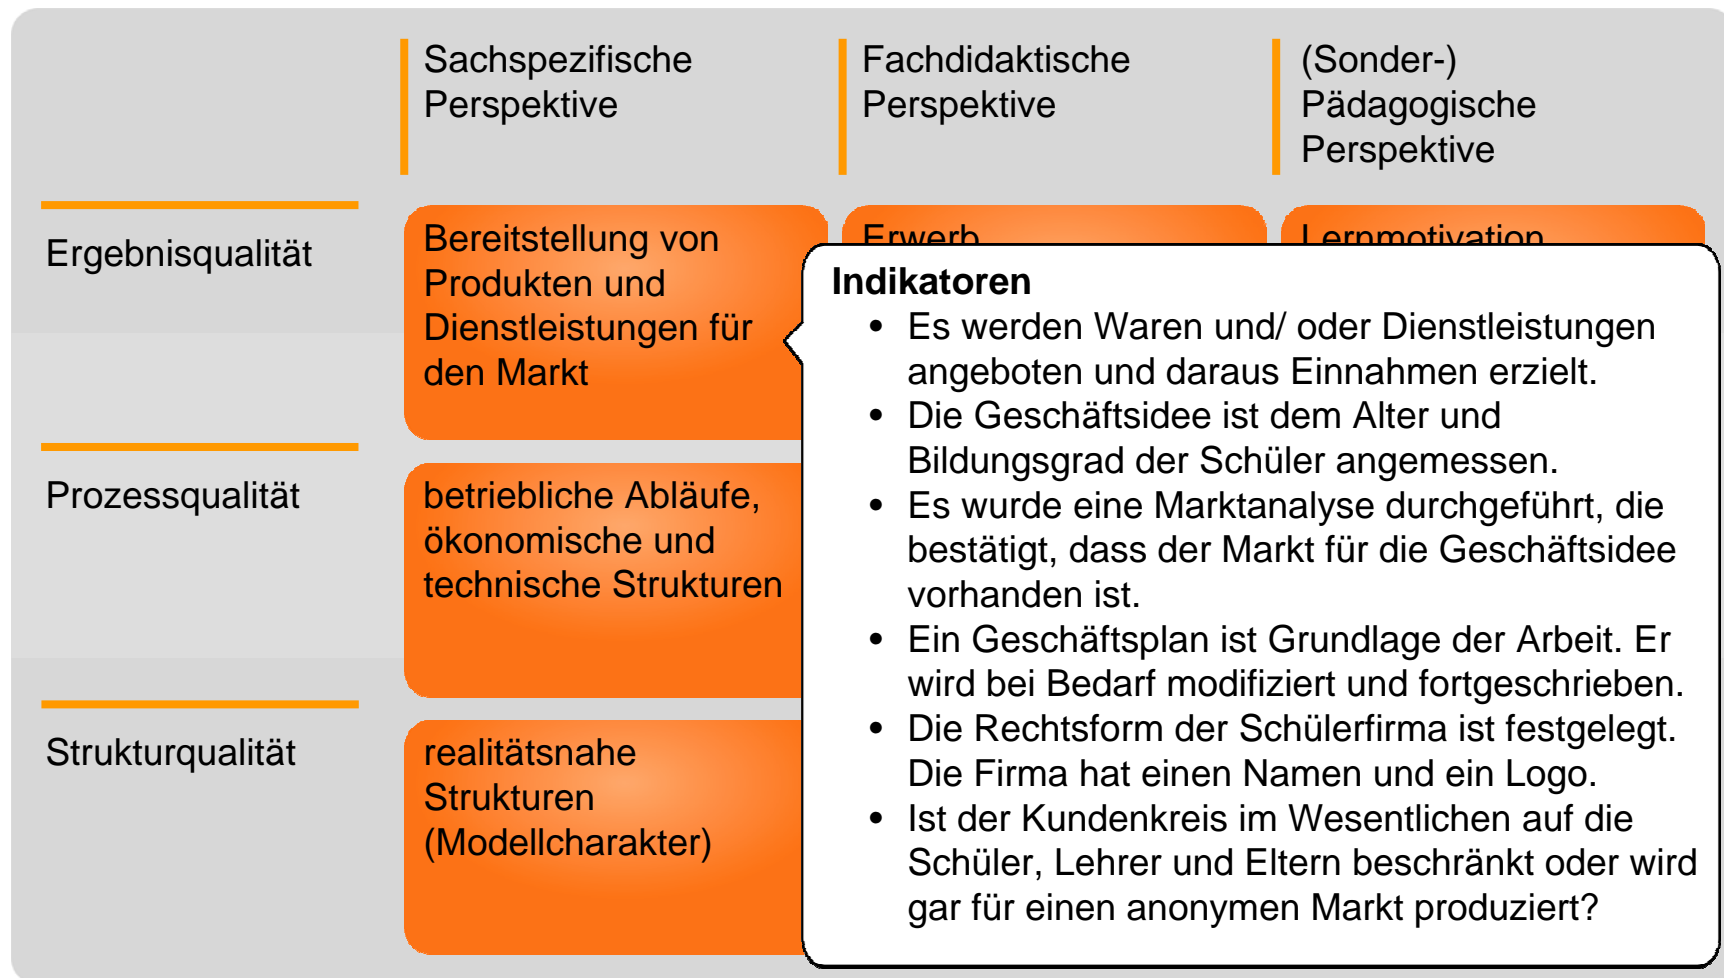 Sachspezifische
Perspektive
Fachdidaktische
Perspektive
(Sonder-)
Pädagogische
Perspektive
Ergebnisqualität
Bereitstellung von
Produkten und
Dienstleistungen für
den Markt
Erwerb
Lernmotivation
Prozessqualität
betriebliche Abläufe,
ökonomische und
technische Strukturen
Strukturqualität
realitätsnahe
Strukturen
(Modellcharakter)
Indikatoren
• Es werden Waren und/ oder Dienstleistungen
angeboten und daraus Einnahmen erzielt.
• Die Geschäftsidee ist dem Alter und
Bildungsgrad der Schüler angemessen.
• Es wurde eine Marktanalyse durchgeführt, die
bestätigt, dass der Markt für die Geschäftsidee
vorhanden ist.
• Ein Geschäftsplan ist Grundlage der Arbeit. Er
wird bei Bedarf modifiziert und fortgeschrieben.
• Die Rechtsform der Schülerfirma ist festgelegt.
Die Firma hat einen Namen und ein Logo.
• Ist der Kundenkreis im Wesentlichen auf die
Schüler, Lehrer und Eltern beschränkt oder wird
gar für einen anonymen Markt produziert?